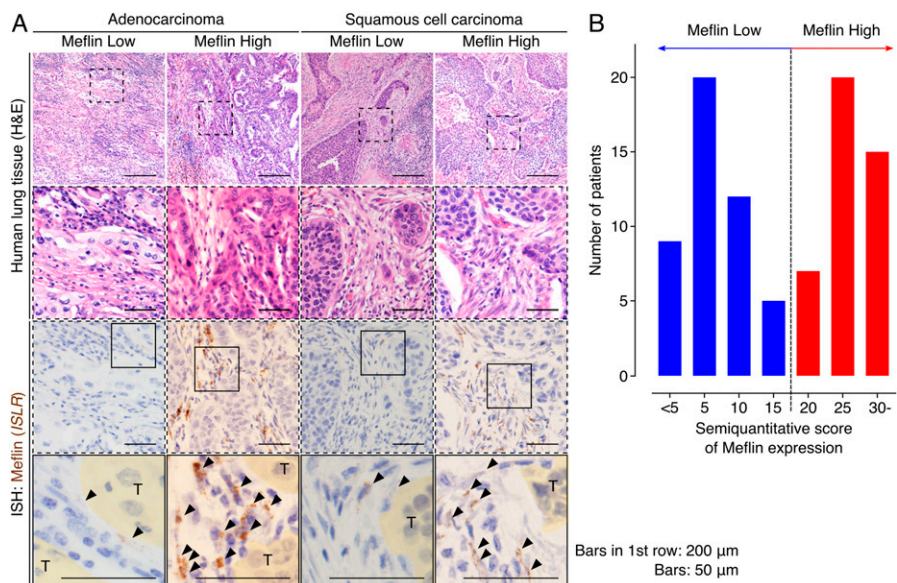 A
Adenocarcinoma
Squamous cell carcinoma
Meflin Low
Meflin High
Meflin Low
Meflin High
Human lung tissue (H&E)
ISH: Meflin (ISLR)
T
T
T
T
T
T
Bars in 1st row: 200 μm
Bars: 50 μm
B
Meflin Low
Meflin High
Number of patients
20
15
10
5
0
<5
5
10
15
20
25
30-
Semiquantitative score
of Meflin expression